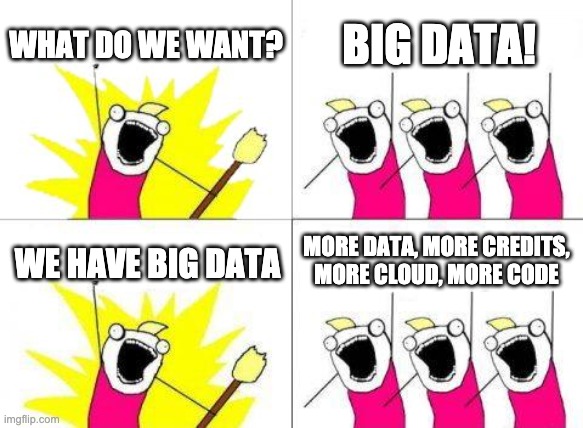 WHAT DO WE WANT?
BIG DATA!
WE HAVE BIG DATA
MORE DATA, MORE CREDITS,
MORE CLOUD, MORE CODE
imgflip.com